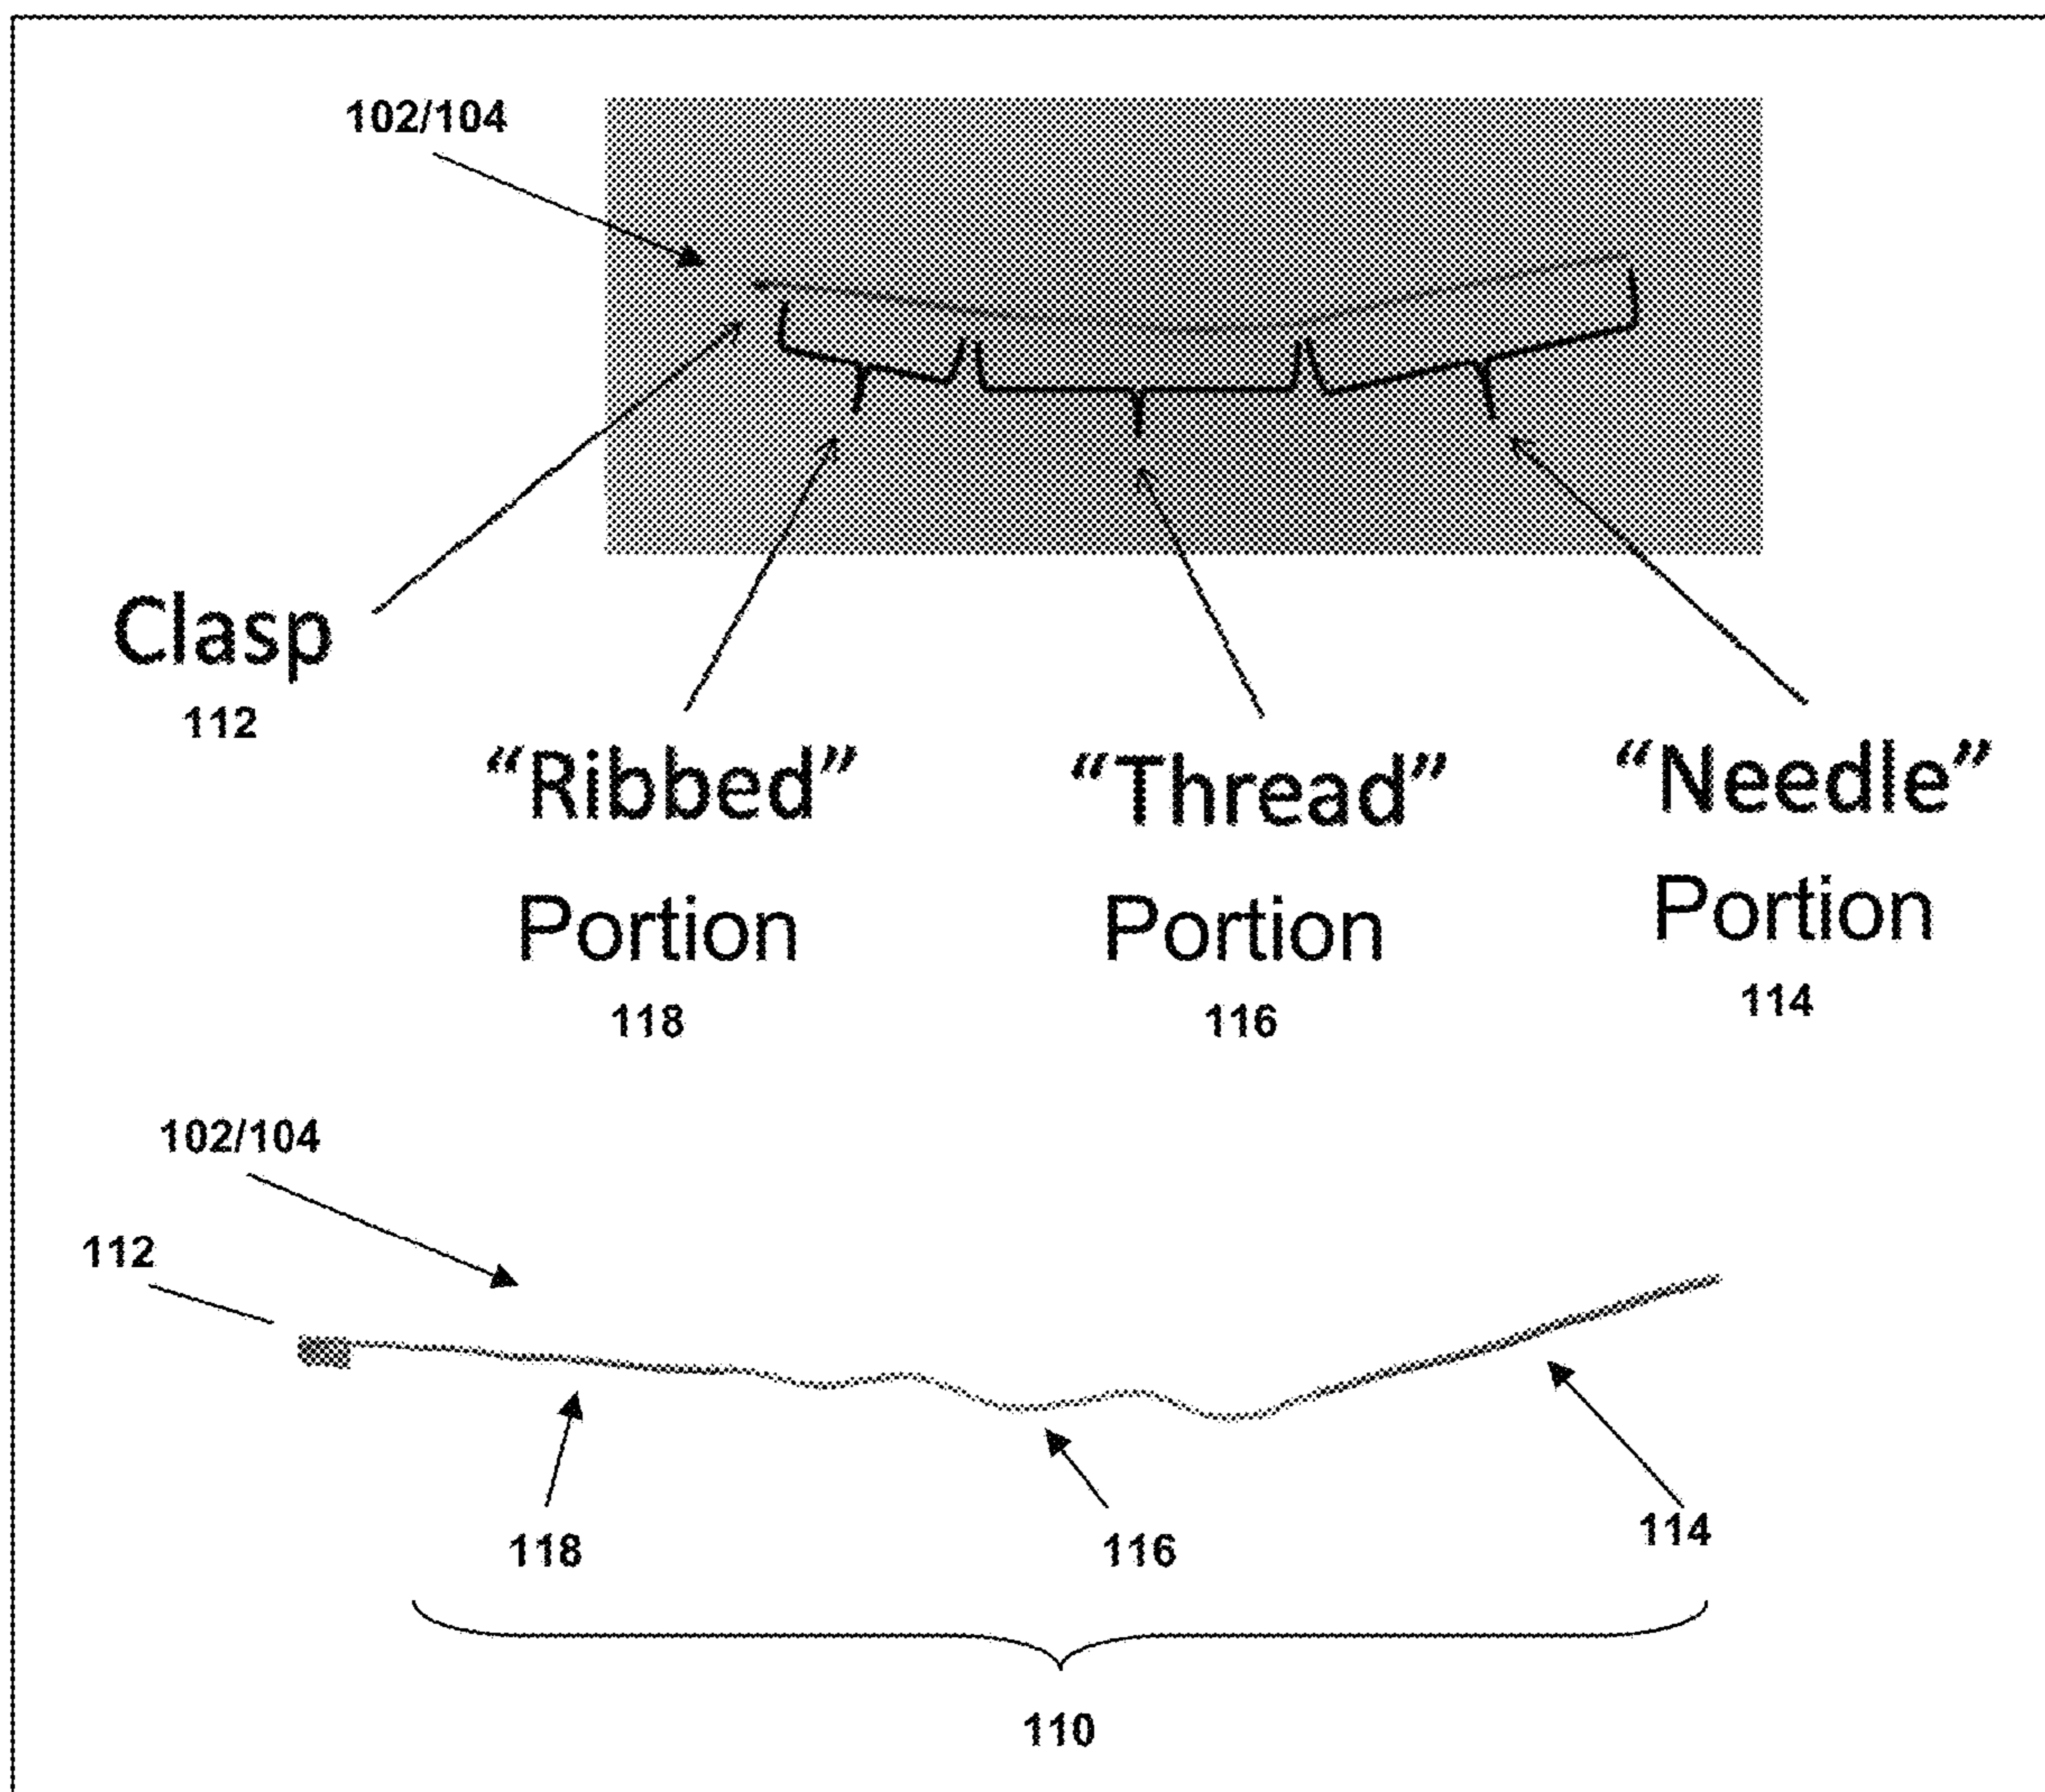 102/104
Clasp
112
“Ribbed”
Portion
118
“Thread”
Portion
116
“Needle”
Portion
114
102/104
112
118
116
114
110